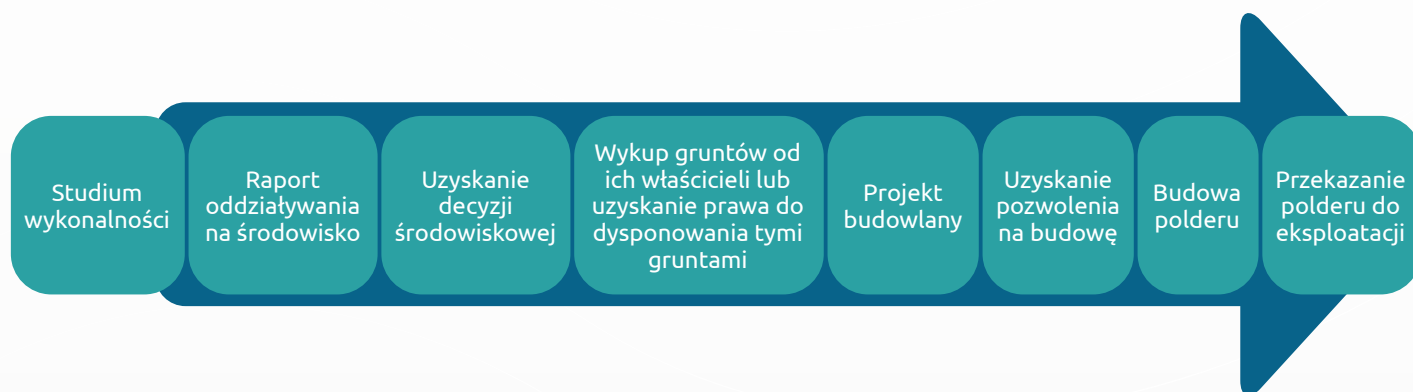 Studium
wykonalności
Raport
oddziaływania
na środowisko
Uzyskanie
decyzji
środowiskowej
Wykup gruntów od
ich właścicieli lub
uzyskanie prawa do
dysponowania tymi
gruntami
Projekt
budowlany
Uzyskanie
pozwolenia
na budowę
Budowa
polderu
Przekazanie
polderu do
eksploatacji